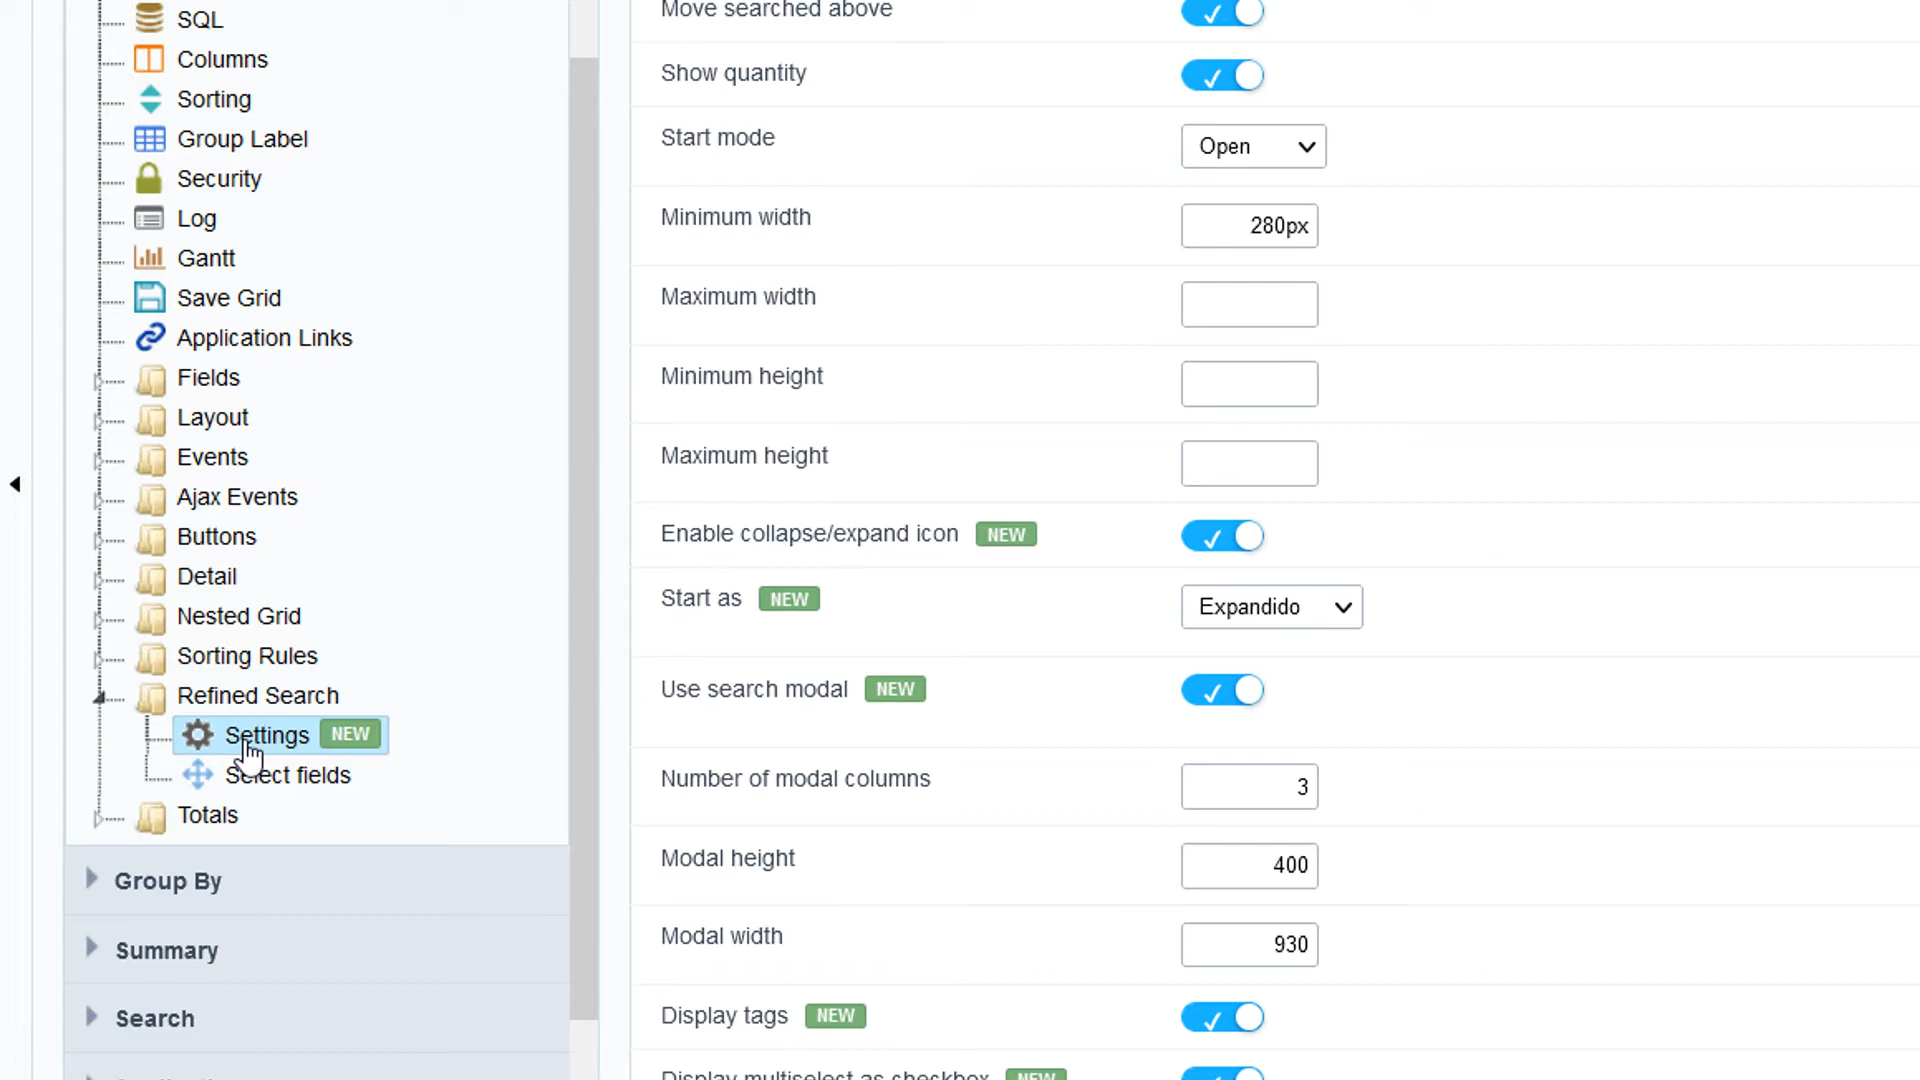 SQL
Columns
Sorting
Group Label
Security
Log
Gantt
Save Grid
Application Links
Fields
Layout
Events
Ajax Events
Buttons
Detail
Nested Grid
Sorting Rules
Refined Search
Settings NEW
Select fields
Totals
Group By
Summary
Search
Move searched above
Show quantity
Start mode Open
Minimum width 280px
Maximum width
Minimum height
Maximum height
Enable collapse/expand icon NEW
Start as NEW Expandido
Use search modal NEW
Number of modal columns 3
Modal height 400
Modal width 930
Display tags NEW
Display multiselect as checkbox NEW